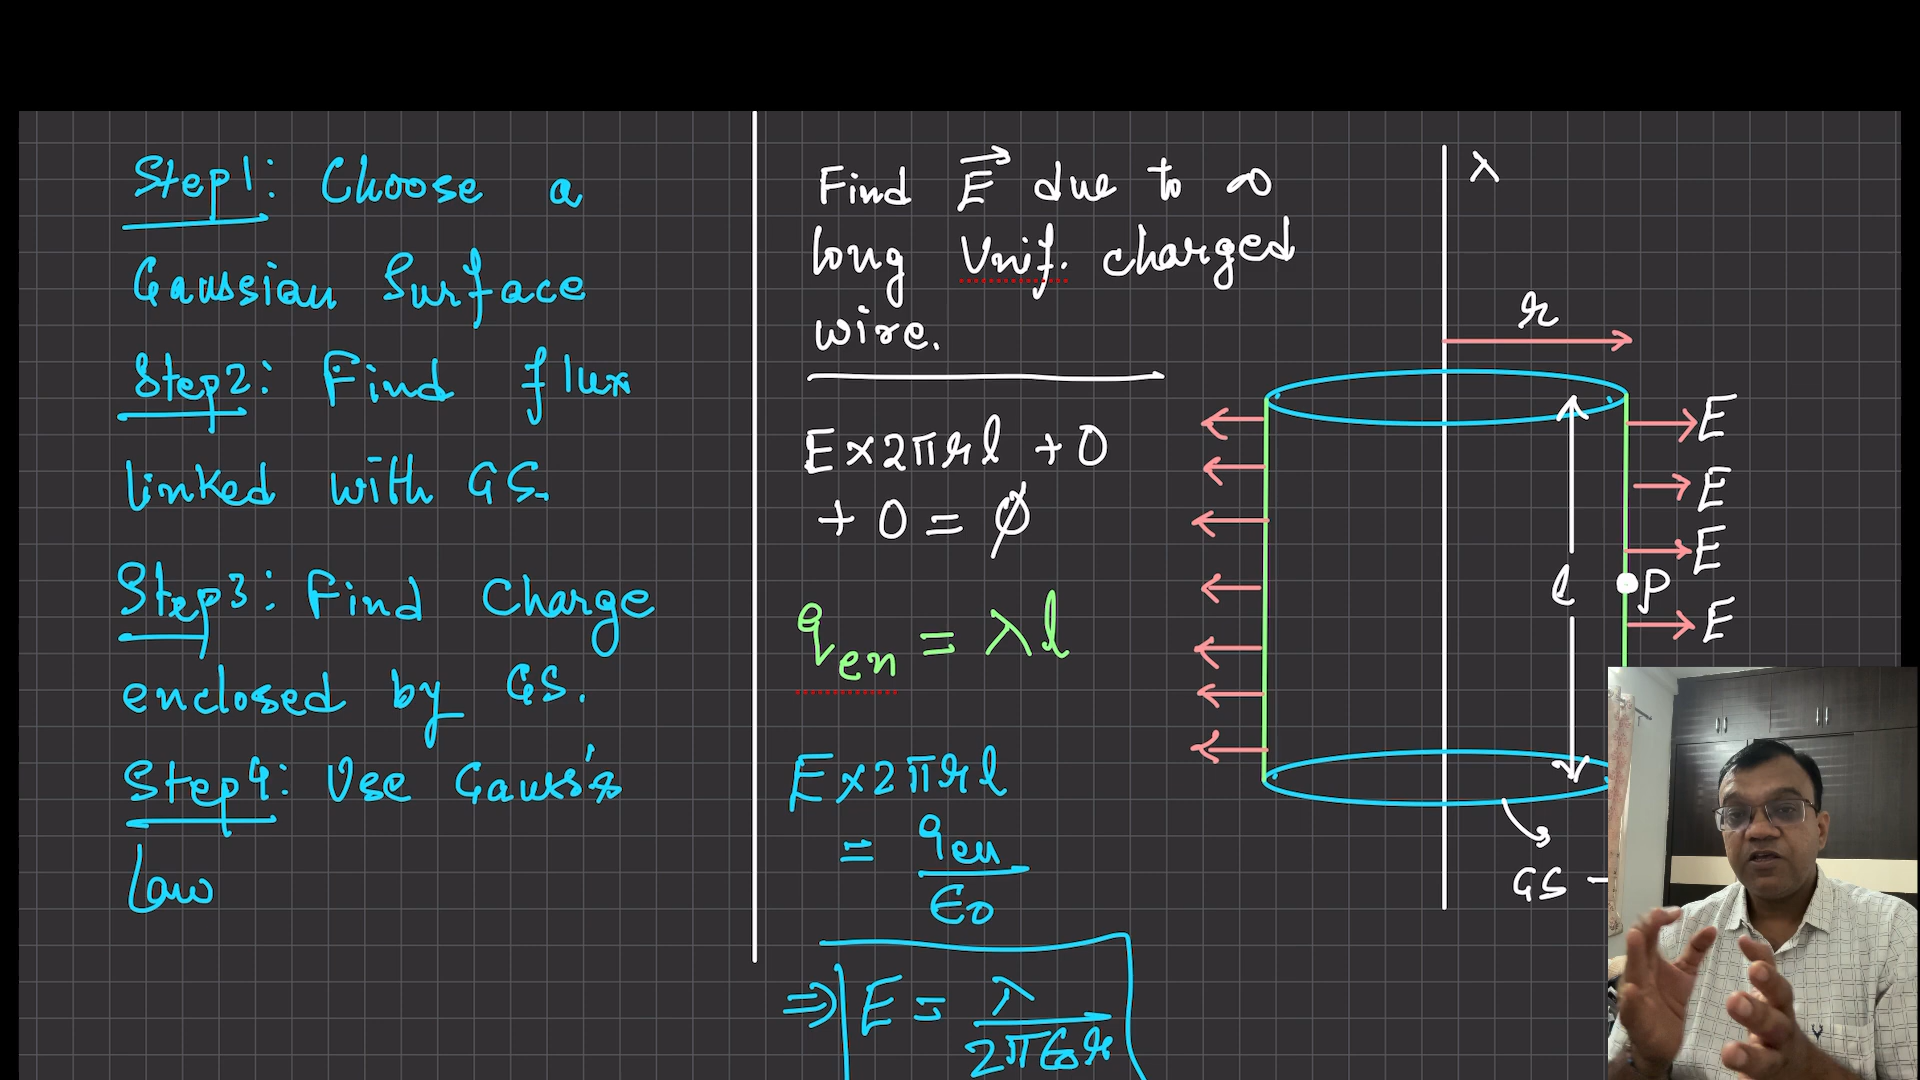 Step1: Choose a
Gaussian Surface
Step2: Find flux
linked with GS.
Step3: Find Charge
enclosed by GS.
Step4: Use Gauss's
law
Find E⃗ due to ∞
long Unif. charged
wire.
E×2πrl + 0
+ 0 = ϕ
qen = λl
E×2πrl
= qen/ϵ0
⇒ E = λ/2πϵ0r
λ
r
E
E
E
l
P
E
GS –